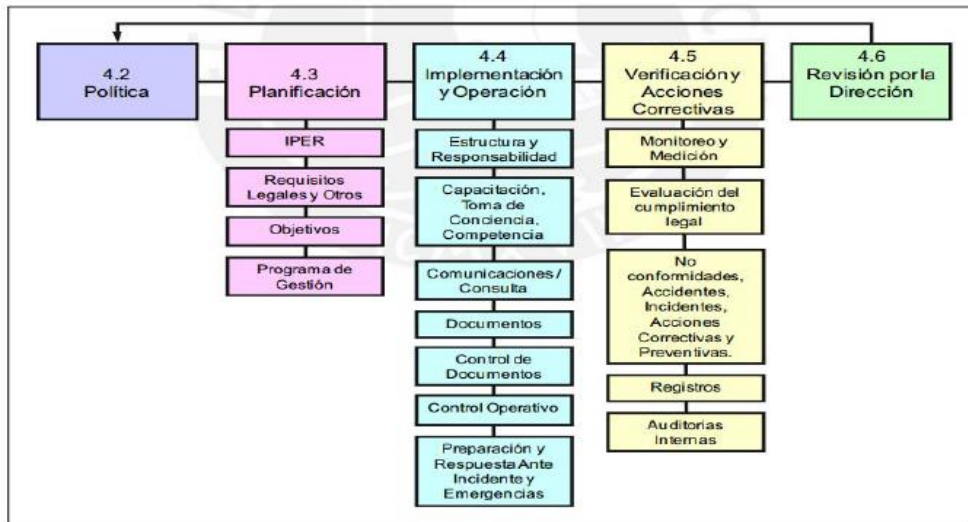 4.2
Política
4.3
Planificación
4.4
Implementación
y Operación
4.5
Verificación y
Acciones
Correctivas
4.6
Revisión por la
Dirección
IPER
Requisitos
Legales y Otros
Objetivos
Programa de
Gestión
Estructura y
Responsabilidad
Capacitación,
Toma de
Conciencia,
Competencia
Comunicaciones /
Consulta
Documentos
Control de
Documentos
Control Operativo
Preparación y
Respuesta Ante
Incidente y
Emergencias
Monitoreo y
Medición
Evaluación del
cumplimiento
legal
No
conformidades,
Accidentes,
Incidentes,
Acciones
Correctivas y
Preventivas.
Registros
Auditorias
Internas